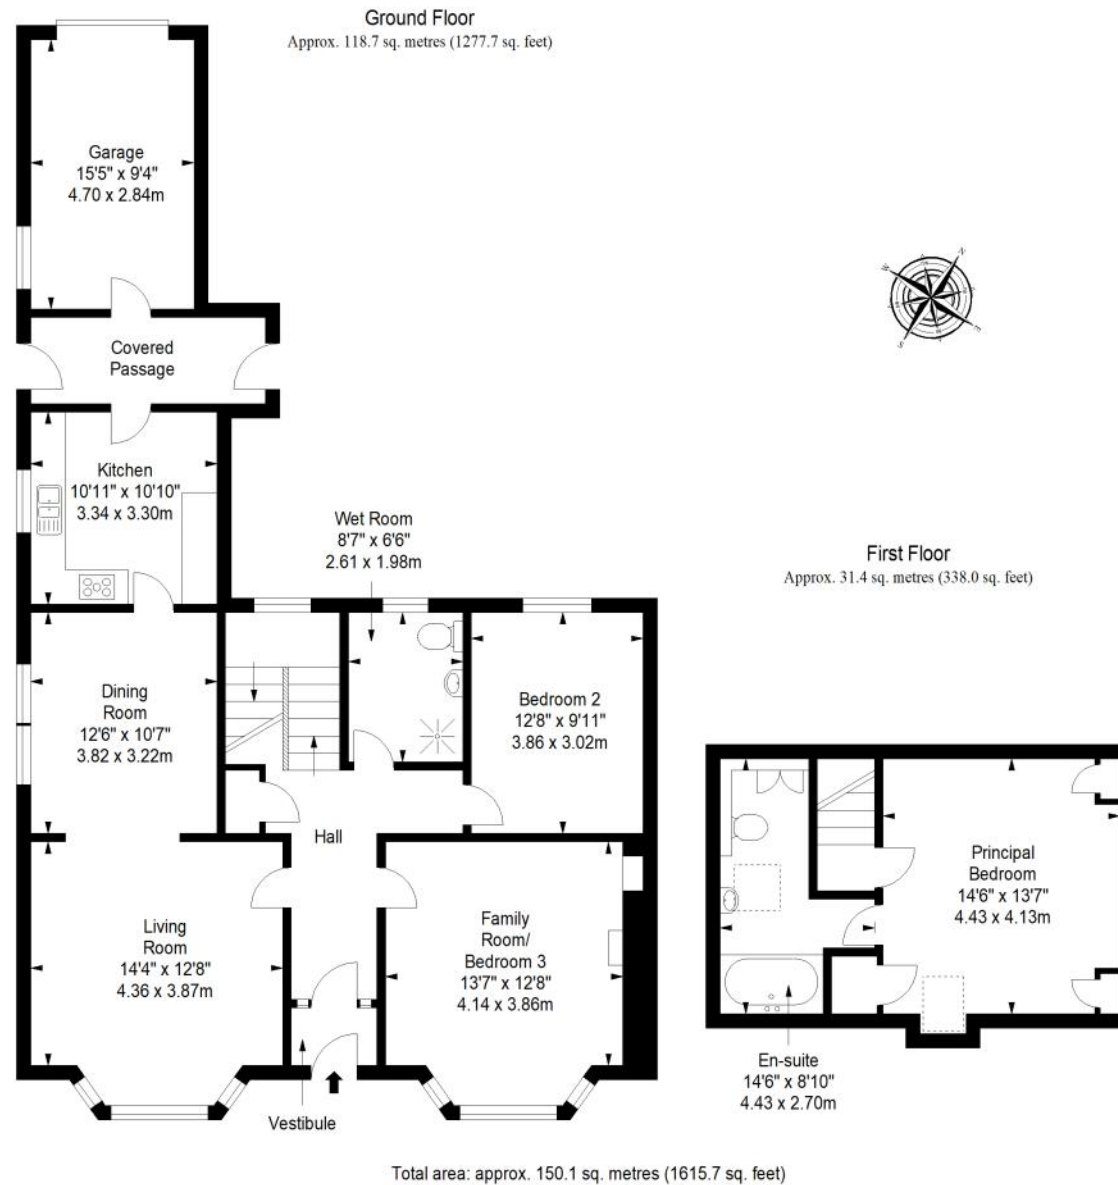 Ground Floor
Approx. 118.7 sq. metres (1277.7 sq. feet)
Garage
15'5" x 9'4"
4.70 x 2.84m
Covered
Passage
Kitchen
10'11" x 10'10"
3.34 x 3.30m
Wet Room
8'7" x 6'6"
2.61 x 1.98m
Dining
Room
12'6" x 10'7"
3.82 x 3.22m
Bedroom 2
12'8" x 9'11"
3.86 x 3.02m
Hall
Living
Room
14'4" x 12'8"
4.36 x 3.87m
Family
Room/
Bedroom 3
13'7" x 12'8"
4.14 x 3.86m
Vestibule
N
W
E
S
First Floor
Approx. 31.4 sq. metres (338.0 sq. feet)
Principal
Bedroom
14'6" x 13'7"
4.43 x 4.13m
En-suite
14'6" x 8'10"
4.43 x 2.70m
Total area: approx. 150.1 sq. metres (1615.7 sq. feet)